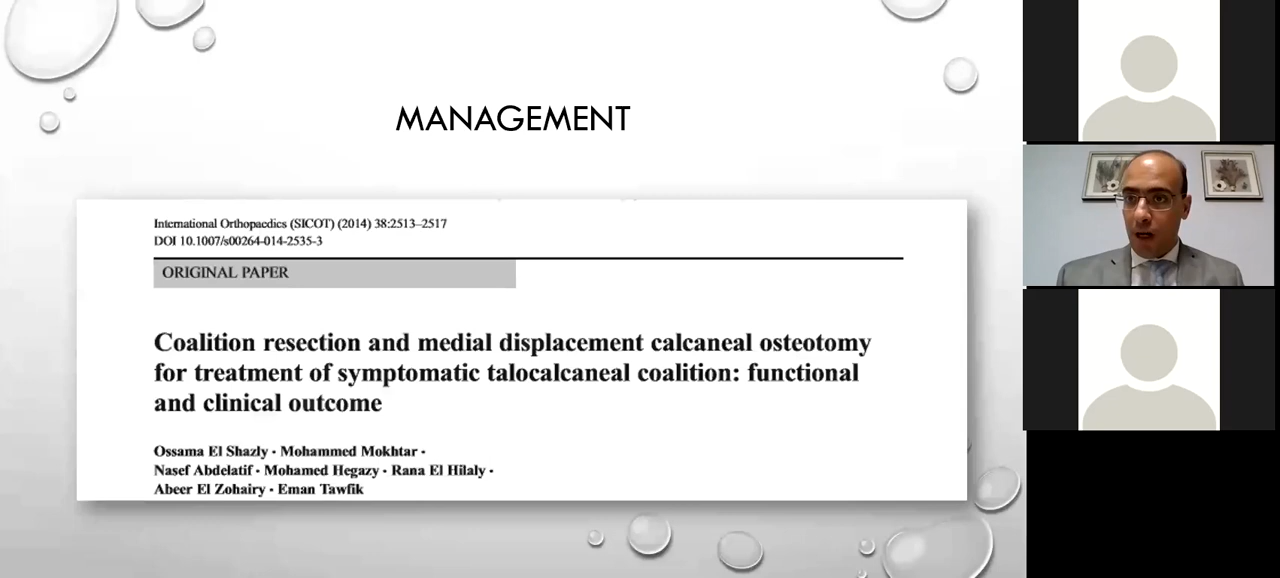 MANAGEMENT
International Orthopaedics (SICOT) (2014) 38:2513–2517
DOI 10.1007/s00264-014-2535-3
ORIGINAL PAPER
Coalition resection and medial displacement calcaneal osteotomy
for treatment of symptomatic talocalcaneal coalition: functional
and clinical outcome
Ossama El Shazly · Mohammed Mokhtar ·
Nasef Abdelatif · Mohamed Hegazy · Rana El Hilaly ·
Abeer El Zohairy · Eman Tawfik